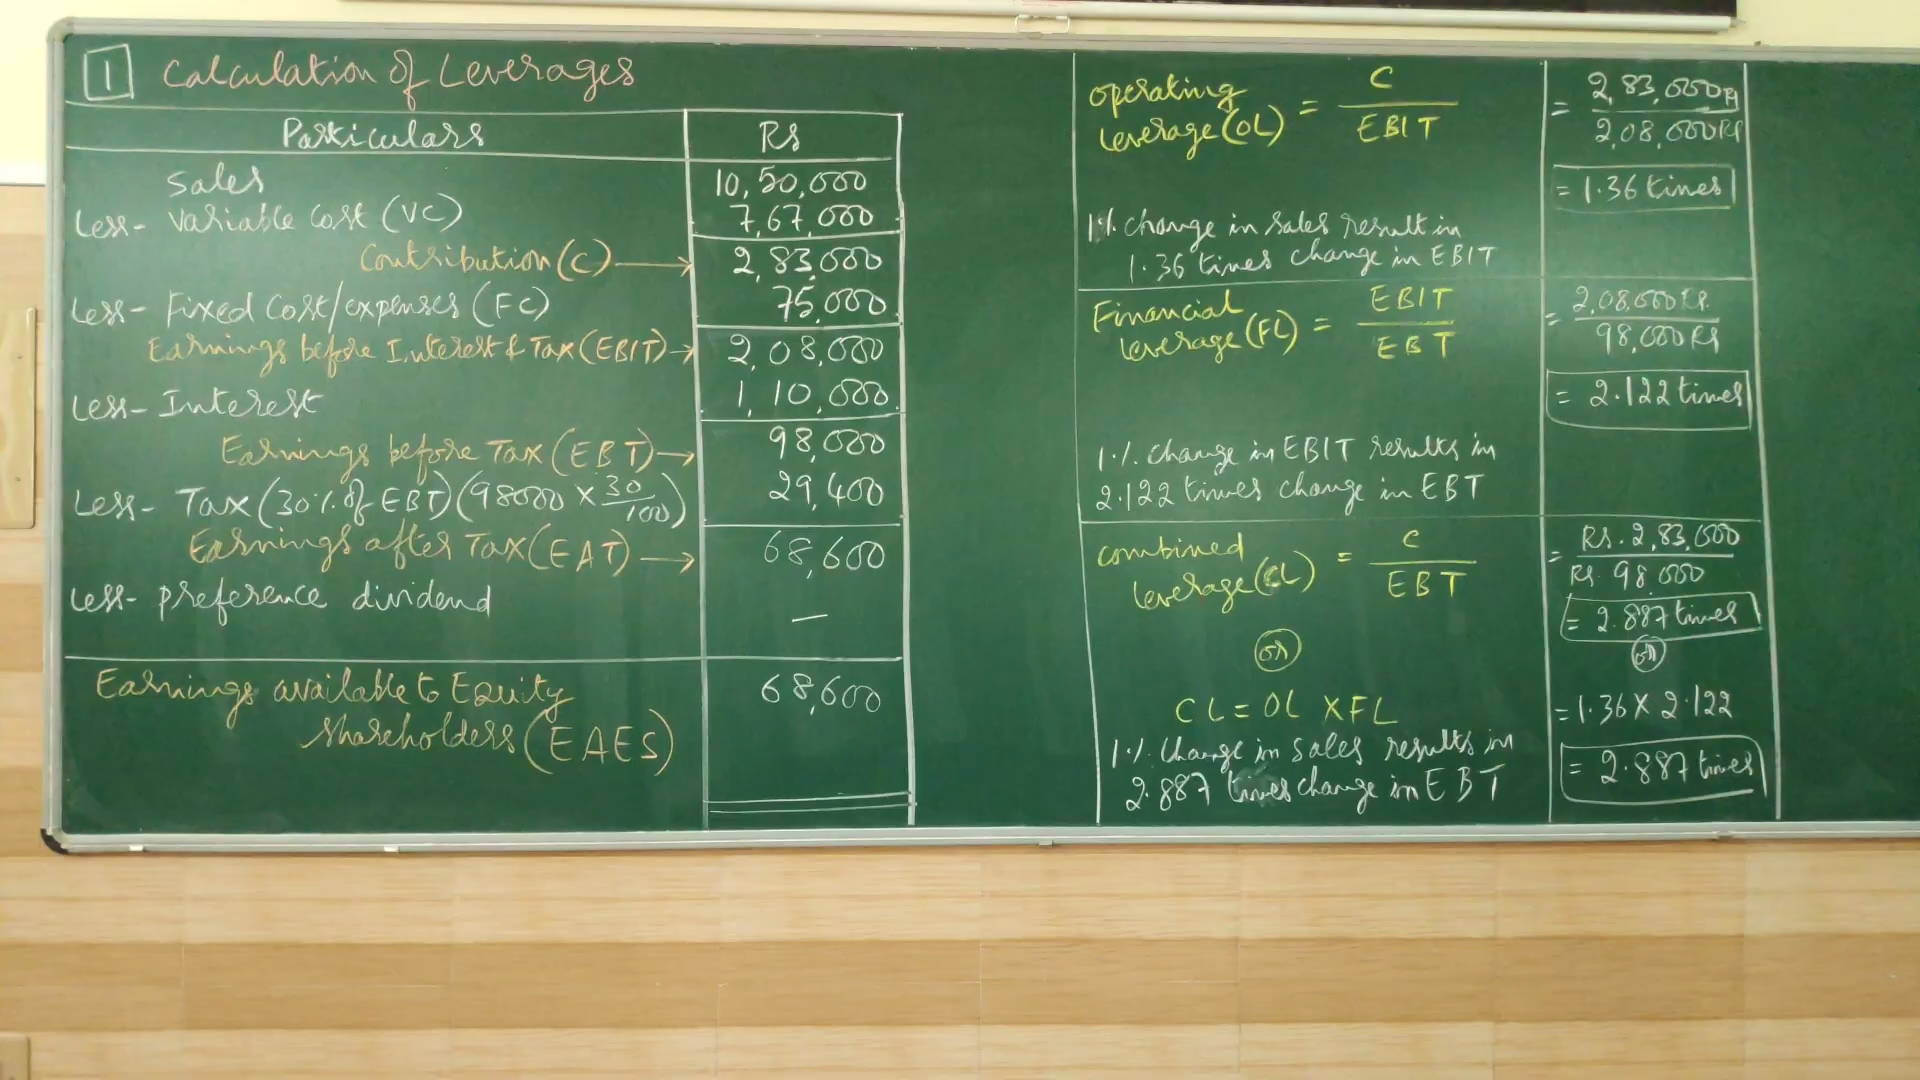 1 Calculation of Leverages
Particulars Rs
Sales 10,50,000
Less- Variable Cost (VC) 7,67,000
Contribution (C) → 2,83,000
Less- Fixed Cost/expenses (FC) 75,000
Earnings before Interest & Tax (EBIT) → 2,08,000
Less- Interest 1,10,000
Earnings before Tax (EBT) → 98,000
Less- Tax (30% of EBT) (98000 × 30/100) 29,400
Earnings after Tax (EAT) → 68,600
Less- preference dividend —
Earnings available to Equity 68,600
shareholders (EAES)
operating leverage (OL) = C / EBIT = 2,83,000 Rs / 2,08,000 Rs
= 1.36 times
1% change in sales result in
1.36 times change in EBIT
Financial leverage (FL) = EBIT / EBT = 2,08,000 Rs. / 98,000 Rs
= 2.122 times
1% change in EBIT results in
2.122 times change in EBT
combined leverage (CL) = C / EBT = Rs. 2,83,000 / Rs. 98,000
= 2.887 times
or or
CL = OL X FL = 1.36 X 2.122
1% change in sales results in = 2.887 times
2.887 times change in EBT